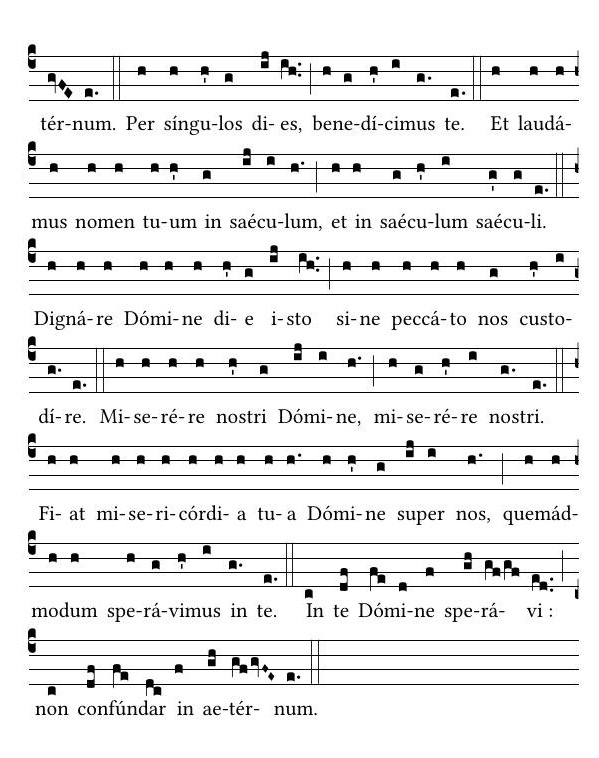 tér-num. Per síngu-los di-es, bene-dí-cimus te. Et laudá-
mus nomen tu-um in saécu-lum, et in saécu-lum saécu-li.
Digná-re Dómi-ne di-e i-sto si-ne peccá-to nos custo-
dí-re. Mi-se-ré-re nostri Dómi-ne, mi-se-ré-re nostri.
Fi-at mi-se-ri-córdi-a tu-a Dómi-ne super nos, quemád-
modum spe-rá-vimus in te. In te Dómi-ne spe-rá-vi :
non confúndar in ae-tér-num.